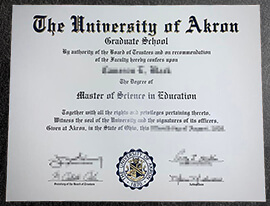 The University of Akron
Graduate School
By authority of the Board of Trustees and on recommendation
of the Faculty hereby confers upon
The Degree of
Master of Science in Education
Together with all the rights and privileges pertaining thereto.
Witness the seal of the University and the signatures of its officers.
Given at Akron, in the State of Ohio, this